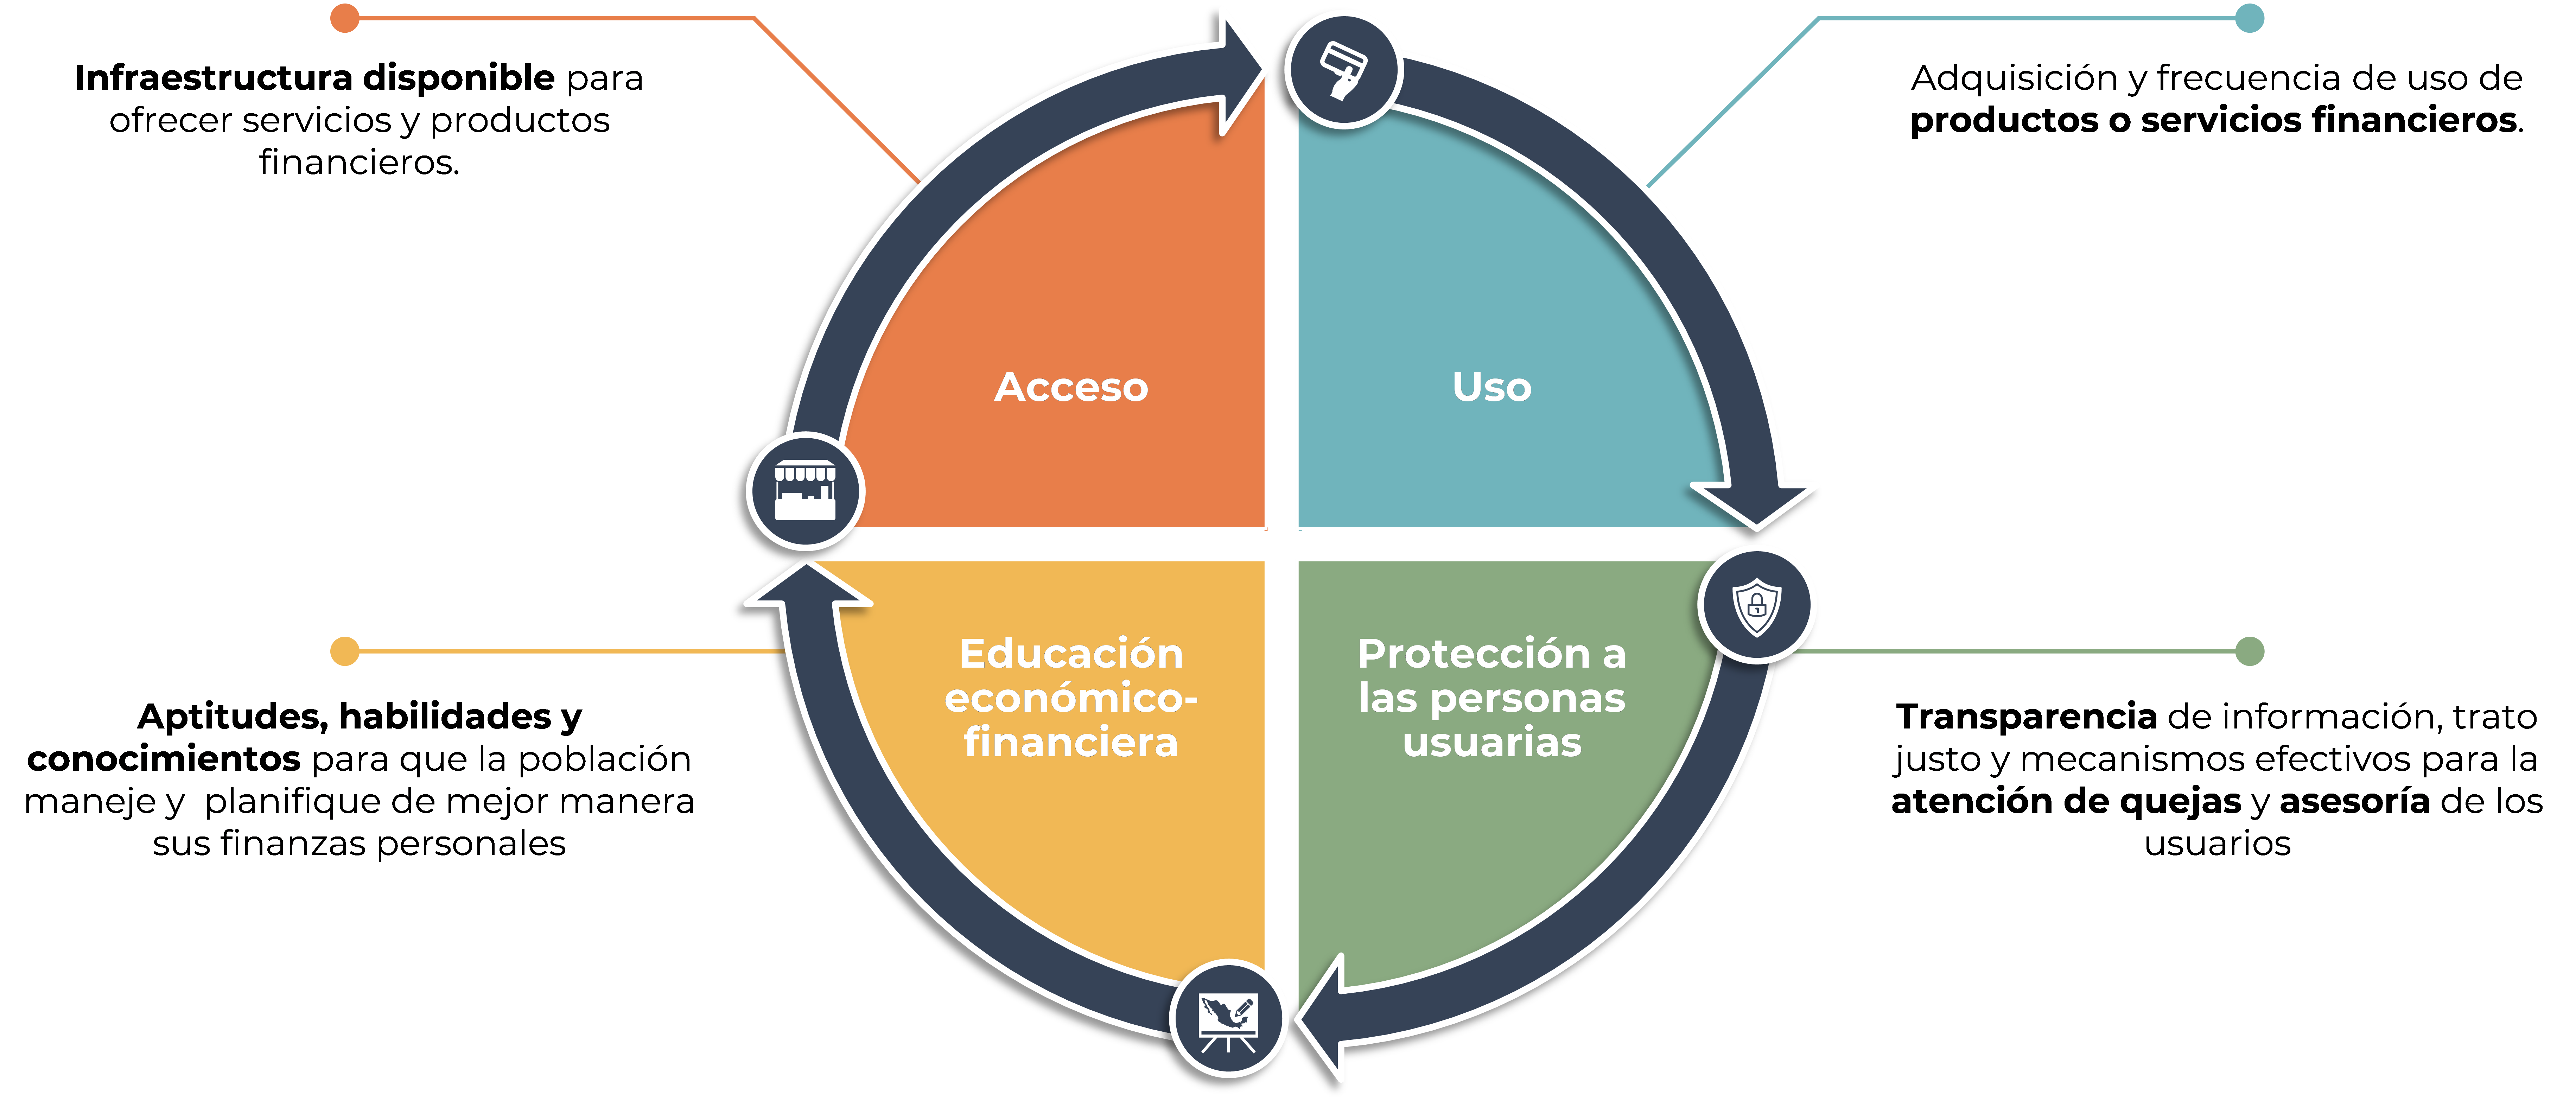 Infraestructura disponible para
ofrecer servicios y productos
financieros.
Adquisición y frecuencia de uso de
productos o servicios financieros.
Acceso
Uso
Educación
económico-
financiera
Protección a
las personas
usuarias
Aptitudes, habilidades y
conocimientos para que la población
maneje y  planifique de mejor manera
sus finanzas personales
Transparencia de información, trato
justo y mecanismos efectivos para la
atención de quejas y asesoría de los
usuarios